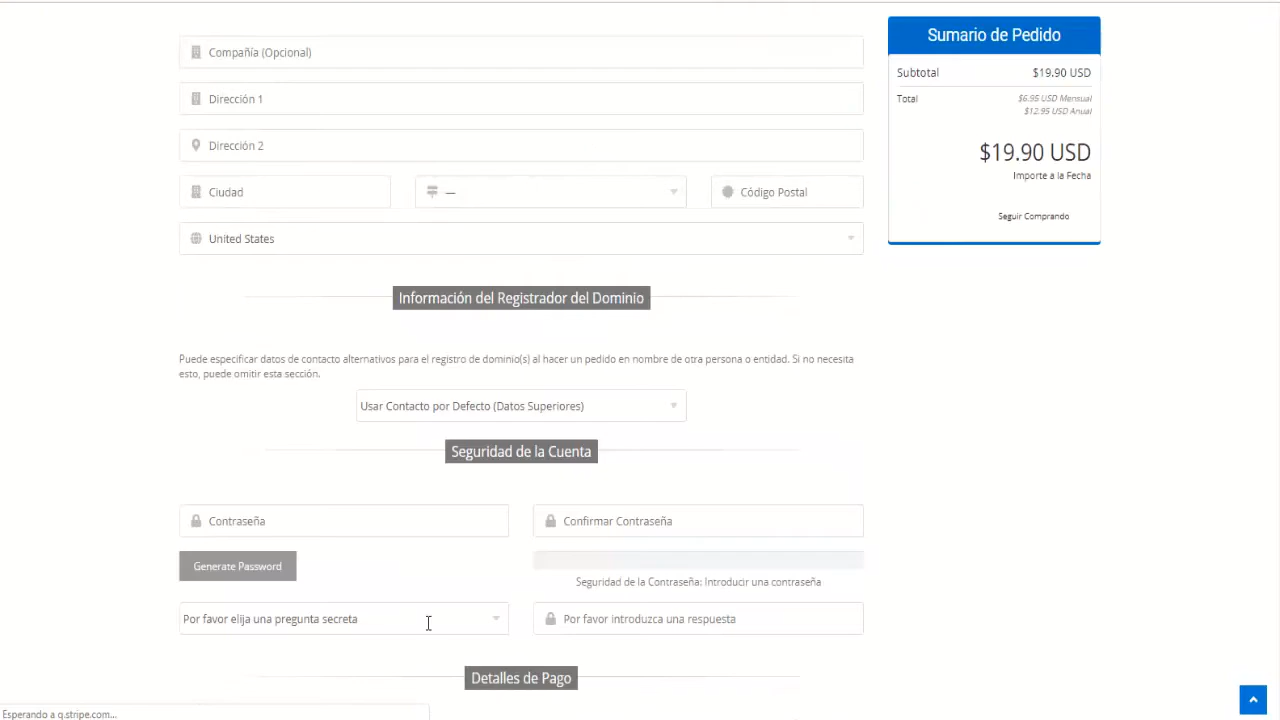 Compañía (Opcional)
Dirección 1
Dirección 2
Ciudad
—
Código Postal
United States
Información del Registrador del Dominio
Puede especificar datos de contacto alternativos para el registro de dominio(s) al hacer un pedido en nombre de otra persona o entidad. Si no necesita
esto, puede omitir esta sección.
Usar Contacto por Defecto (Datos Superiores)
Seguridad de la Cuenta
Contraseña
Confirmar Contraseña
Generate Password
Seguridad de la Contraseña: Introducir una contraseña
Por favor elija una pregunta secreta
Por favor introduzca una respuesta
Detalles de Pago
Esperando a q.stripe.com...
Sumario de Pedido
Subtotal $19.90 USD
Total $6.95 USD Mensual
$12.95 USD Anual
$19.90 USD
Importe a la Fecha
Seguir Comprando